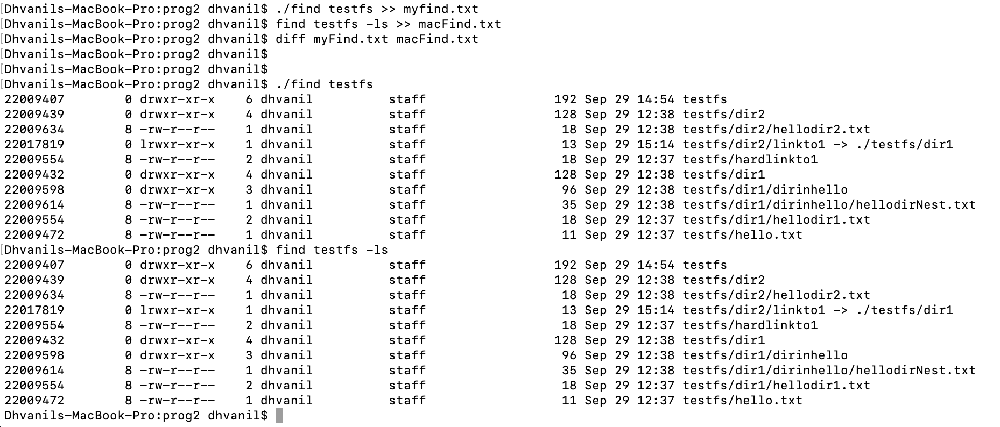 [Dhvanils-MacBook-Pro:prog2 dhvanil$ ./find testfs >> myfind.txt
[Dhvanils-MacBook-Pro:prog2 dhvanil$ find testfs -ls >> macFind.txt
[Dhvanils-MacBook-Pro:prog2 dhvanil$ diff myFind.txt macFind.txt
[Dhvanils-MacBook-Pro:prog2 dhvanil$
[Dhvanils-MacBook-Pro:prog2 dhvanil$
[Dhvanils-MacBook-Pro:prog2 dhvanil$ ./find testfs
22009407        0 drwxr-xr-x    6 dhvanil          staff                 192 Sep 29 14:54 testfs
22009439        0 drwxr-xr-x    4 dhvanil          staff                 128 Sep 29 12:38 testfs/dir2
22009634        8 -rw-r--r--    1 dhvanil          staff                  18 Sep 29 12:38 testfs/dir2/hellodir2.txt
22017819        0 lrwxr-xr-x    1 dhvanil          staff                  13 Sep 29 15:14 testfs/dir2/linkto1 -> ./testfs/dir1
22009554        8 -rw-r--r--    2 dhvanil          staff                  18 Sep 29 12:37 testfs/hardlinkto1
22009432        0 drwxr-xr-x    4 dhvanil          staff                 128 Sep 29 12:38 testfs/dir1
22009598        0 drwxr-xr-x    3 dhvanil          staff                  96 Sep 29 12:38 testfs/dir1/dirinhello
22009614        8 -rw-r--r--    1 dhvanil          staff                  35 Sep 29 12:38 testfs/dir1/dirinhello/hellodirNest.txt
22009554        8 -rw-r--r--    2 dhvanil          staff                  18 Sep 29 12:37 testfs/dir1/hellodir1.txt
22009472        8 -rw-r--r--    1 dhvanil          staff                  11 Sep 29 12:37 testfs/hello.txt
[Dhvanils-MacBook-Pro:prog2 dhvanil$ find testfs -ls
22009407        0 drwxr-xr-x    6 dhvanil          staff                 192 Sep 29 14:54 testfs
22009439        0 drwxr-xr-x    4 dhvanil          staff                 128 Sep 29 12:38 testfs/dir2
22009634        8 -rw-r--r--    1 dhvanil          staff                  18 Sep 29 12:38 testfs/dir2/hellodir2.txt
22017819        0 lrwxr-xr-x    1 dhvanil          staff                  13 Sep 29 15:14 testfs/dir2/linkto1 -> ./testfs/dir1
22009554        8 -rw-r--r--    2 dhvanil          staff                  18 Sep 29 12:37 testfs/hardlinkto1
22009432        0 drwxr-xr-x    4 dhvanil          staff                 128 Sep 29 12:38 testfs/dir1
22009598        0 drwxr-xr-x    3 dhvanil          staff                  96 Sep 29 12:38 testfs/dir1/dirinhello
22009614        8 -rw-r--r--    1 dhvanil          staff                  35 Sep 29 12:38 testfs/dir1/dirinhello/hellodirNest.txt
22009554        8 -rw-r--r--    2 dhvanil          staff                  18 Sep 29 12:37 testfs/dir1/hellodir1.txt
22009472        8 -rw-r--r--    1 dhvanil          staff                  11 Sep 29 12:37 testfs/hello.txt
Dhvanils-MacBook-Pro:prog2 dhvanil$